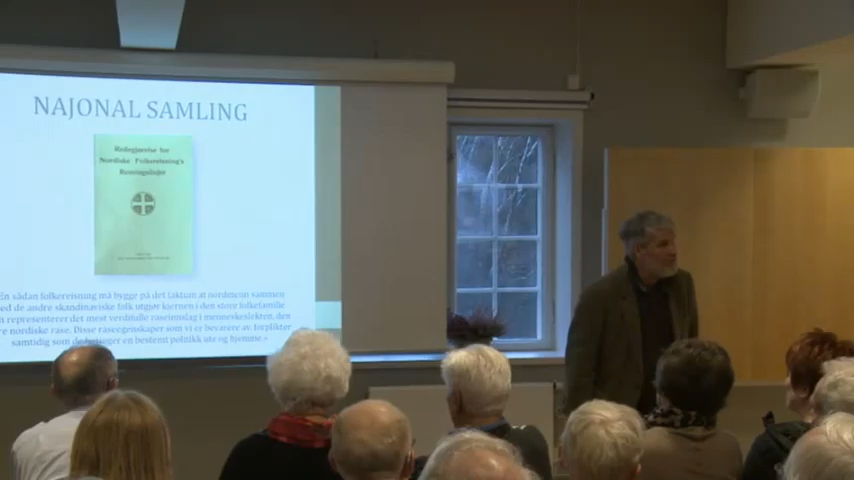 NAJONAL SAMLING
Redegjørelse for
Nordiske Folkereisning's
Retningslinjer
En sådan folkereisning må bygge på det faktum at nordmenn sammen
ed de andre skandinaviske folk utgjør kjernen i den store folkefamilie
m representerer det mest verdifulle raseinnslag i menneskeslekten, den
re nordiske rase. Disse raseegenskaper som vi er bevarere av forplikter
samtidig som de betinger en bestemt politikk ute og hjemme.»